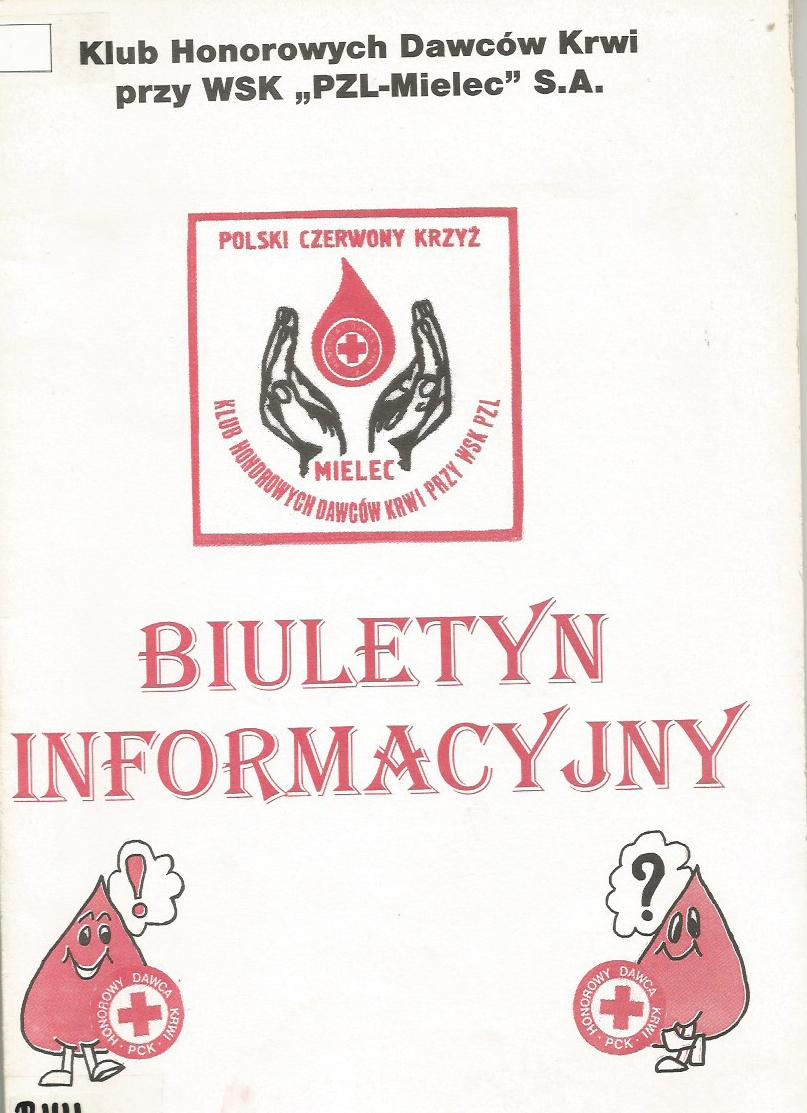 Klub Honorowych Dawców Krwi
przy WSK „PZL-Mielec” S.A.
POLSKI CZERWONY KRZYŻ
MIELEC
KLUB HONOROWYCH DAWCÓW KRWI PRZY WSK PZL
BIULETYN
INFORMACYJNY
!
?
HONOROWY DAWCA KRWI · PCK ·
HONOROWY DAWCA KRWI · PCK ·